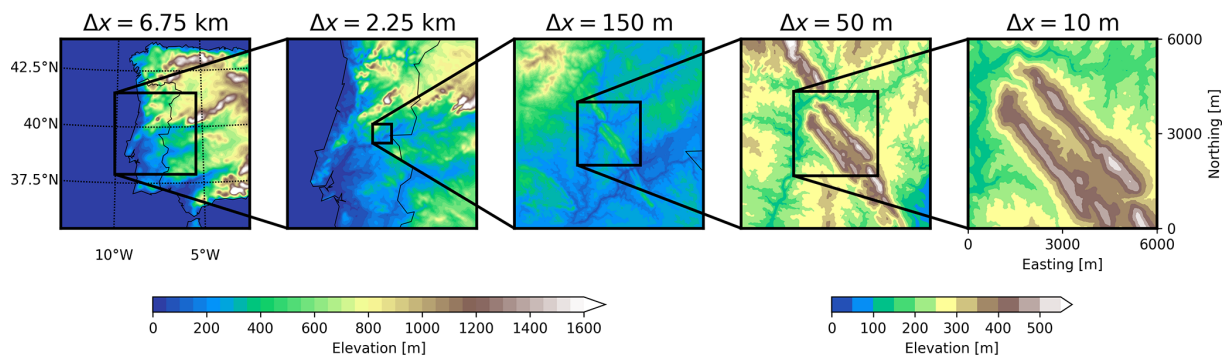 Δx = 6.75 km
Δx = 2.25 km
Δx = 150 m
Δx = 50 m
Δx = 10 m
42.5°N
40°N
37.5°N
10°W
5°W
6000
3000
0
Northing [m]
0
3000
6000
Easting [m]
0 200 400 600 800 1000 1200 1400 1600
Elevation [m]
0 100 200 300 400 500
Elevation [m]